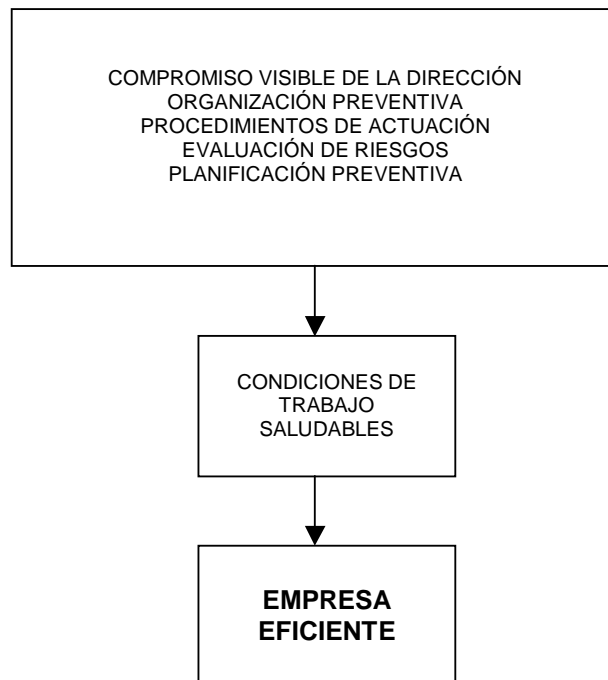 COMPROMISO VISIBLE DE LA DIRECCIÓN
ORGANIZACIÓN PREVENTIVA
PROCEDIMIENTOS DE ACTUACIÓN
EVALUACIÓN DE RIESGOS
PLANIFICACIÓN PREVENTIVA
CONDICIONES DE
TRABAJO
SALUDABLES
EMPRESA
EFICIENTE